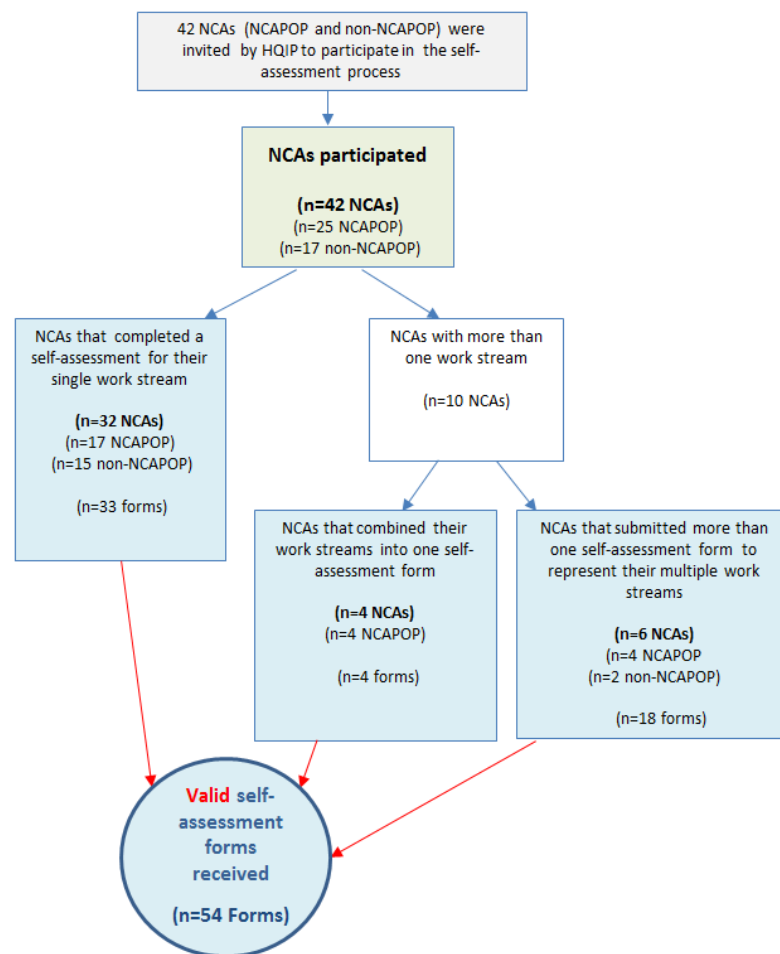 42 NCAs (NCAPOP and non-NCAPOP) were
invited by HQIP to participate in the self-
assessment process
NCAs participated
(n=42 NCAs)
(n=25 NCAPOP)
(n=17 non-NCAPOP)
NCAs that completed a
self-assessment for their
single work stream
(n=32 NCAs)
(n=17 NCAPOP)
(n=15 non-NCAPOP)
(n=33 forms)
NCAs with more than
one work stream
(n=10 NCAs)
NCAs that combined their
work streams into one self-
assessment form
(n=4 NCAs)
(n=4 NCAPOP)
(n=4 forms)
NCAs that submitted more than
one self-assessment form to
represent their multiple work
streams
(n=6 NCAs)
(n=4 NCAPOP
(n=2 non-NCAPOP)
(n=18 forms)
Valid self-
assessment
forms
received
(n=54 Forms)